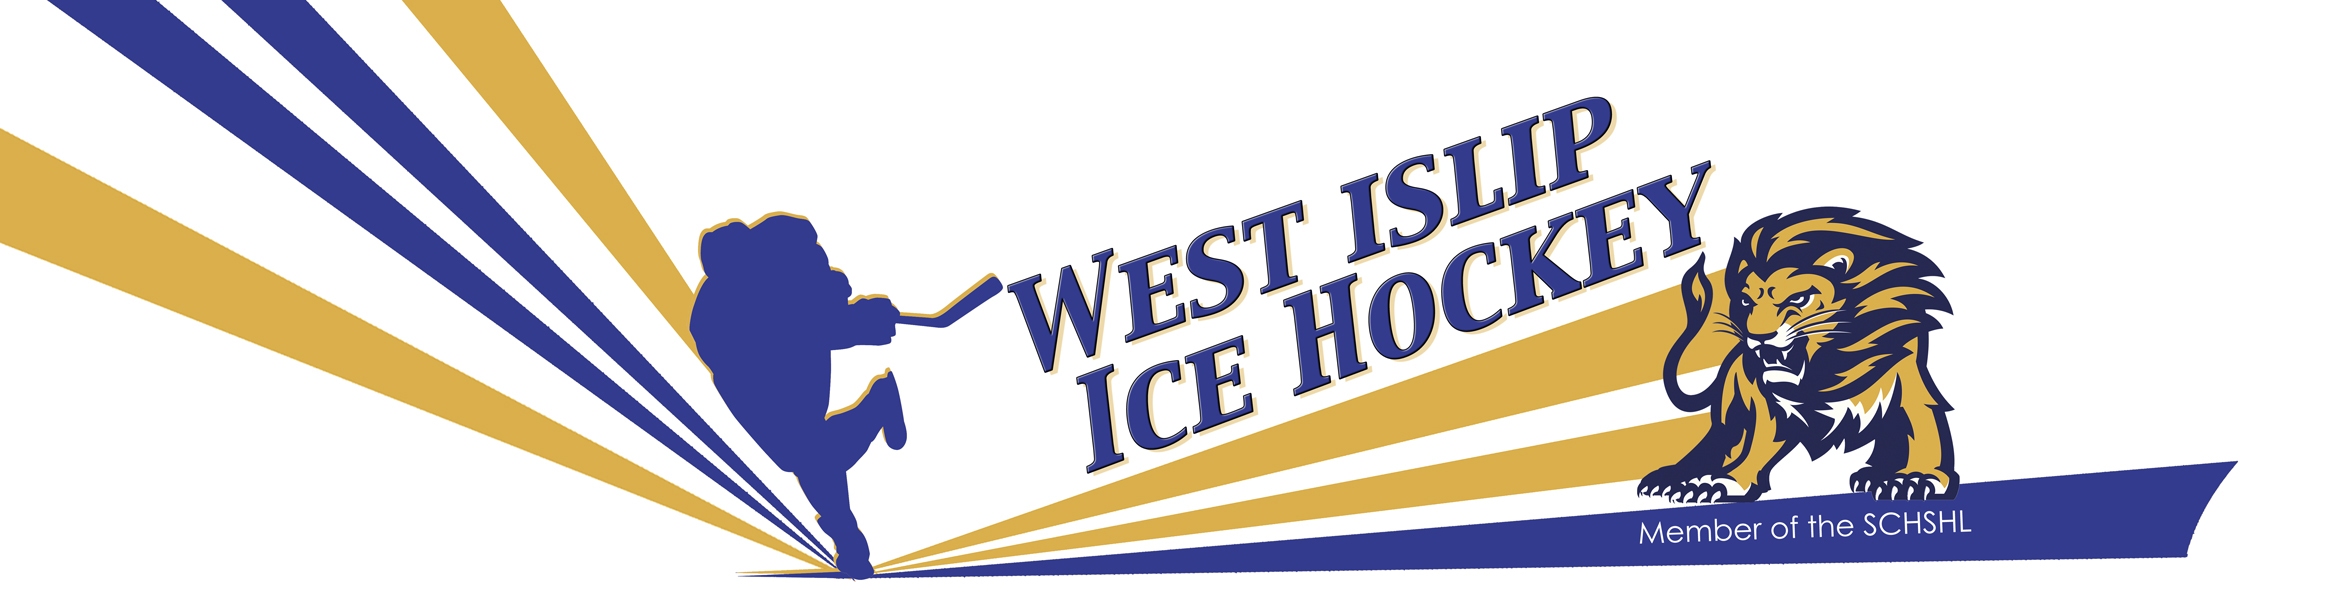 WEST ISLIP
ICE HOCKEY
Member of the SCHSHL